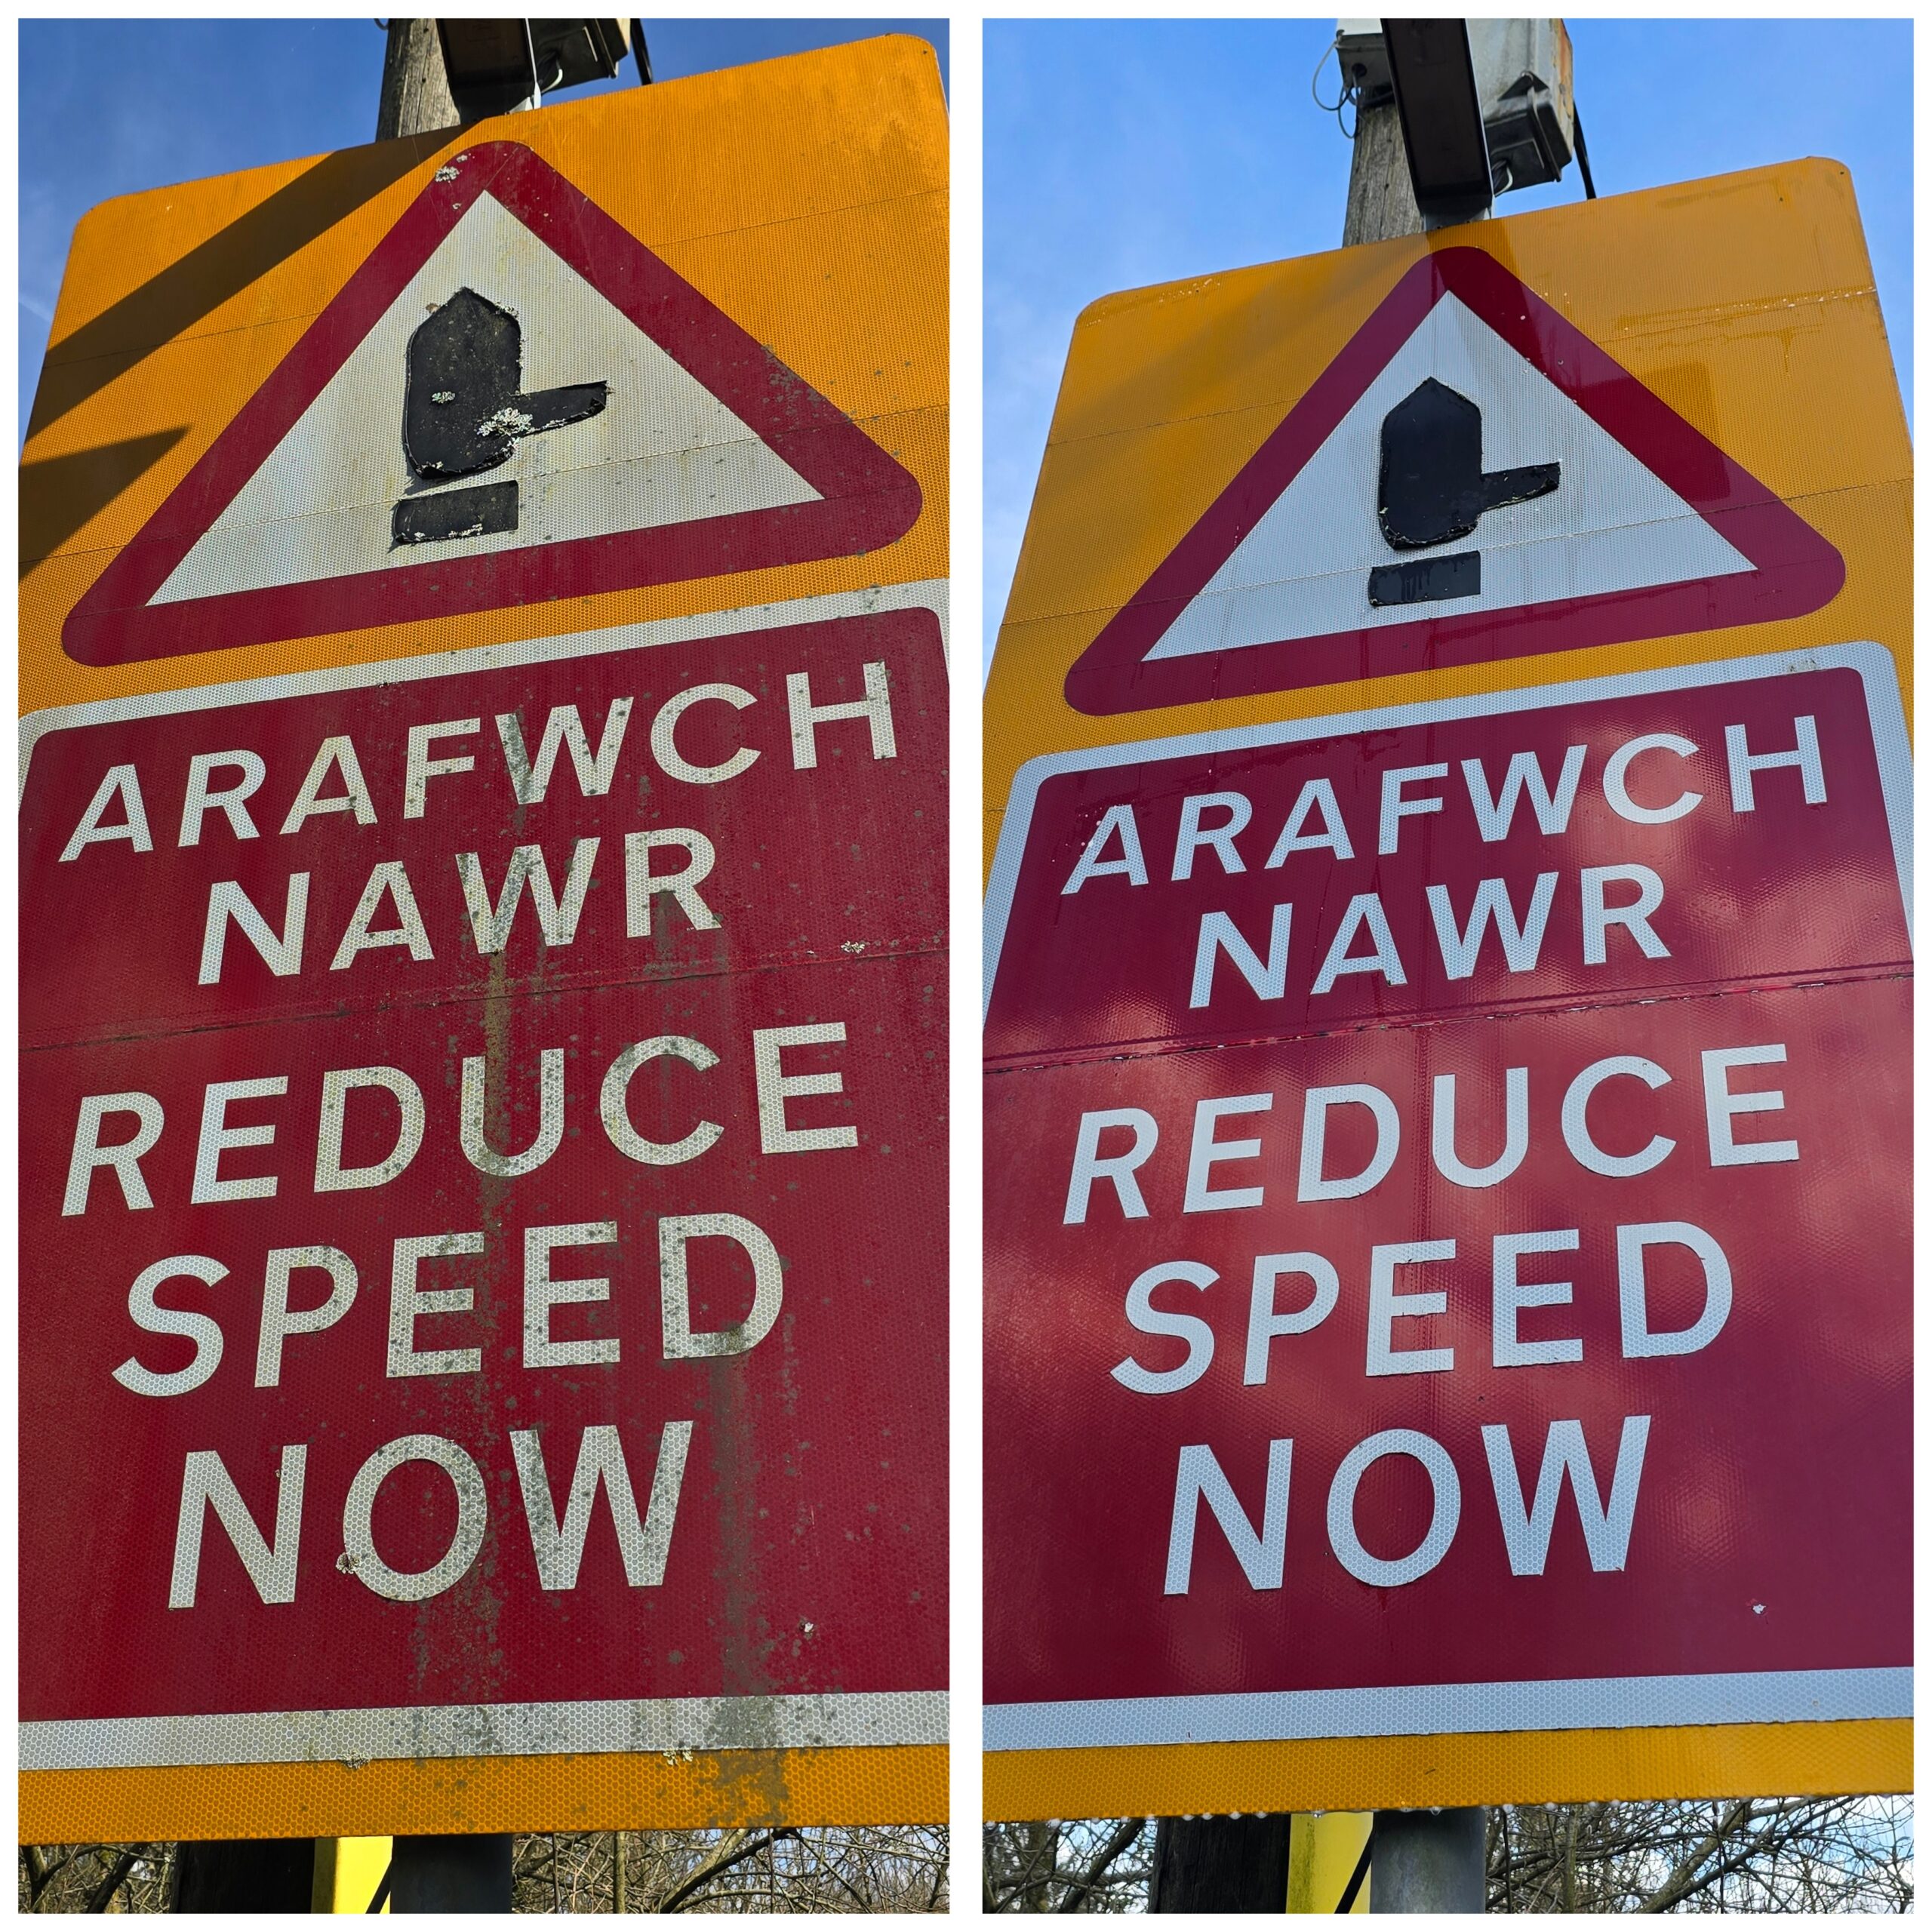 ARAFWCH
NAWR
REDUCE
SPEED
NOW
ARAFWCH
NAWR
REDUCE
SPEED
NOW